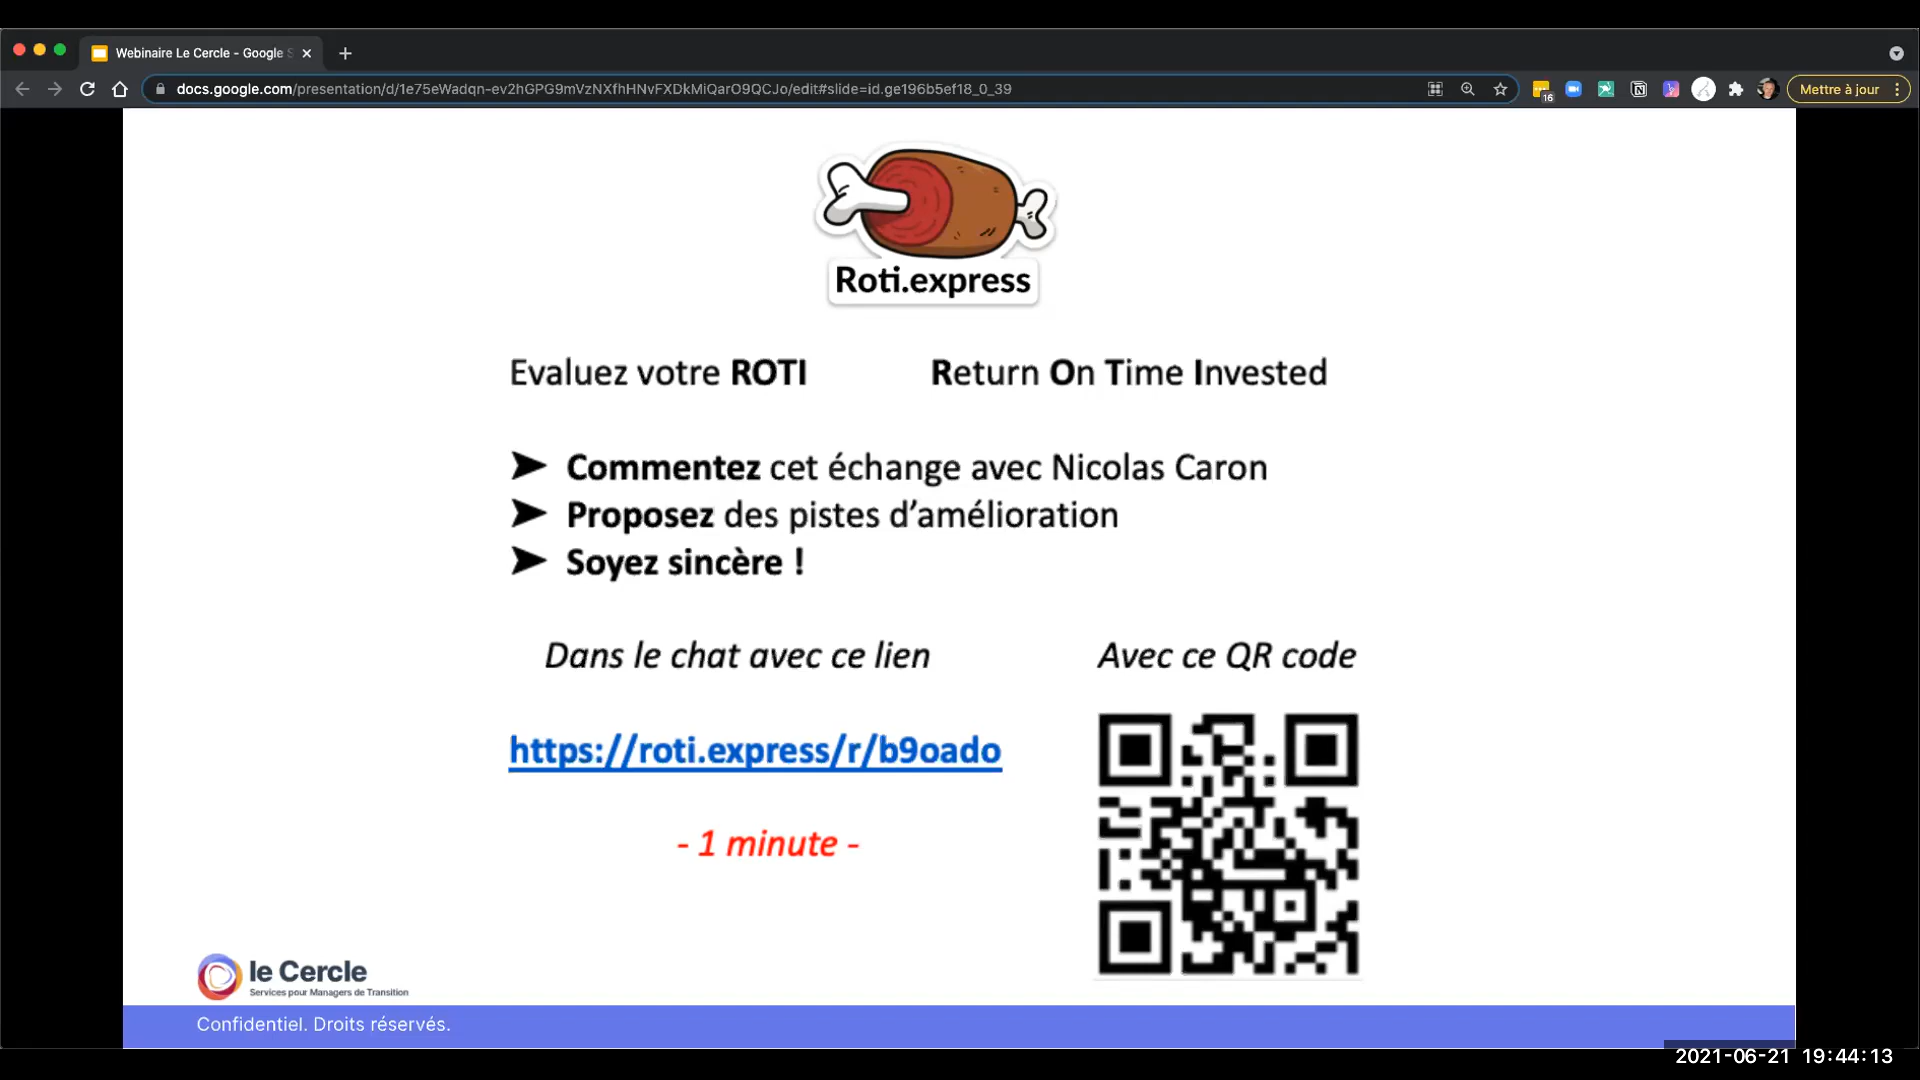 Webinaire Le Cercle - Google S
docs.google.com/presentation/d/1e75eWadqn-ev2hGPG9mVzNXfhHNvFXDkMiQarO9QCJo/edit#slide=id.ge196b5ef18_0_39
16
Mettre à jour
Roti.express
Evaluez votre ROTI Return On Time Invested
➤ Commentez cet échange avec Nicolas Caron
➤ Proposez des pistes d’amélioration
➤ Soyez sincère !
Dans le chat avec ce lien Avec ce QR code
https://roti.express/r/b9oado
- 1 minute -
le Cercle
Services pour Managers de Transition
Confidentiel. Droits réservés.
2021-06-21 19:44:13